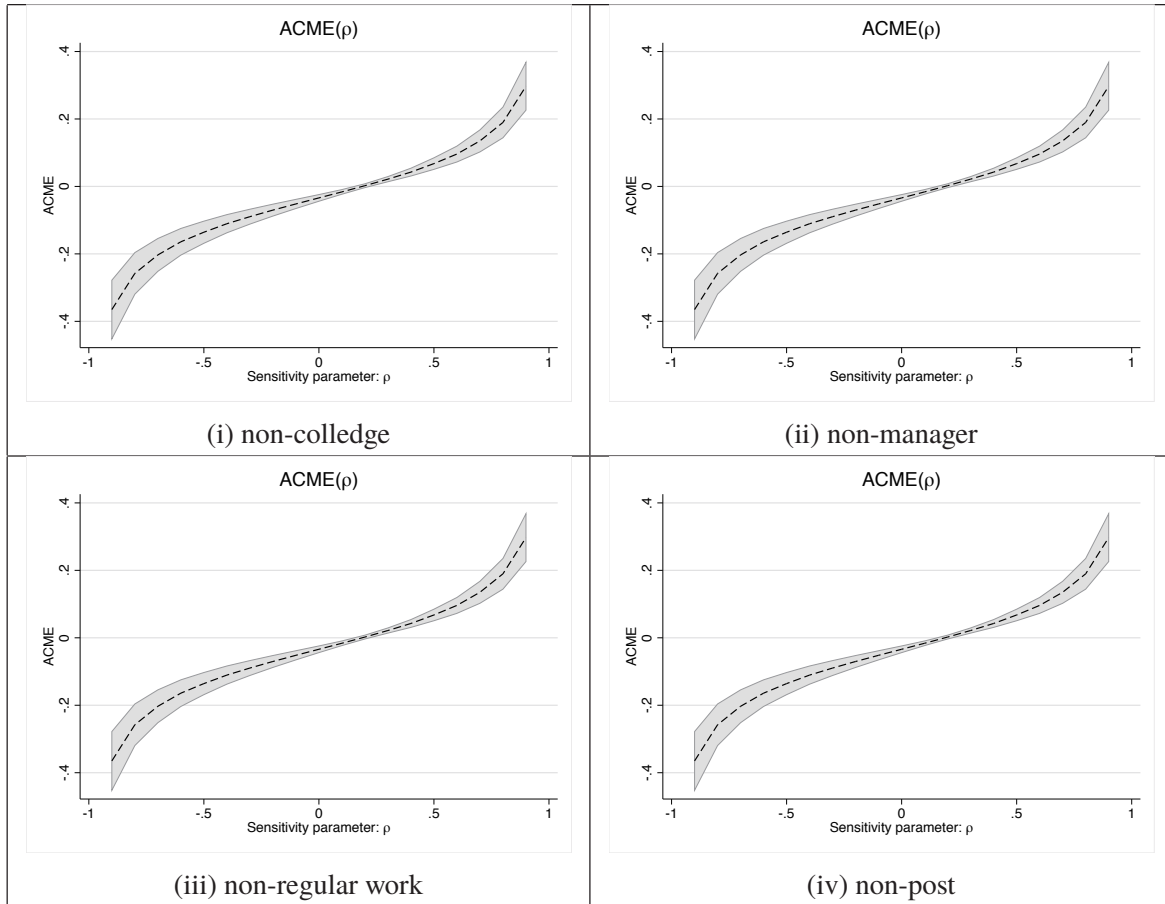 ACME(ρ)
.4
.2
0
-.2
-.4
ACME
-1
-.5
0
.5
1
Sensitivity parameter: ρ
(i) non-colledge
ACME(ρ)
.4
.2
0
-.2
-.4
ACME
-1
-.5
0
.5
1
Sensitivity parameter: ρ
(ii) non-manager
ACME(ρ)
.4
.2
0
-.2
-.4
ACME
-1
-.5
0
.5
1
Sensitivity parameter: ρ
(iii) non-regular work
ACME(ρ)
.4
.2
0
-.2
-.4
ACME
-1
-.5
0
.5
1
Sensitivity parameter: ρ
(iv) non-post